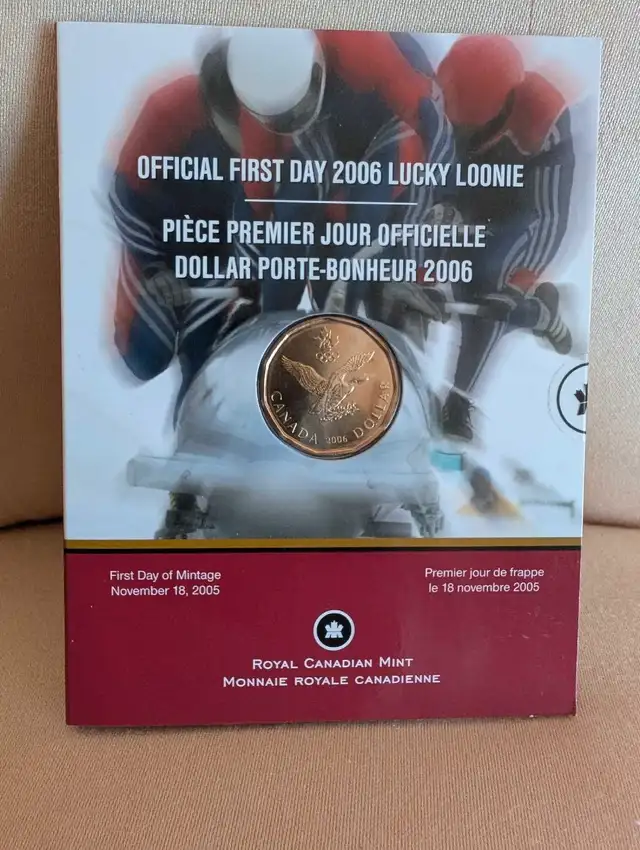 OFFICIAL FIRST DAY 2006 LUCKY LOONIE
PIÈCE PREMIER JOUR OFFICIELLE
DOLLAR PORTE-BONHEUR 2006
CANADA 2006 DOLLAR
First Day of Mintage
November 18, 2005
Premier jour de frappe
le 18 novembre 2005
ROYAL CANADIAN MINT
MONNAIE ROYALE CANADIENNE